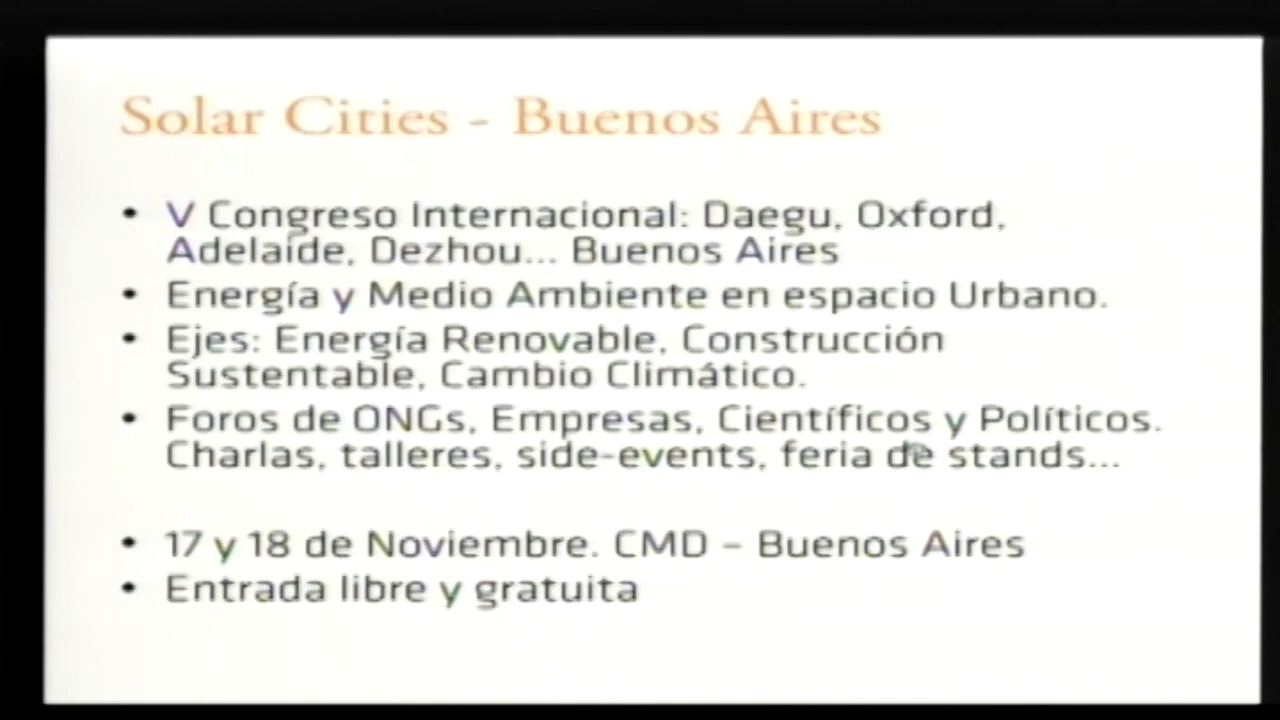 Solar Cities - Buenos Aires
• V Congreso Internacional: Daegu, Oxford,
Adelaide, Dezhou... Buenos Aires
• Energía y Medio Ambiente en espacio Urbano.
• Ejes: Energía Renovable, Construcción
Sustentable, Cambio Climático.
• Foros de ONGs, Empresas, Científicos y Políticos.
Charlas, talleres, side-events, feria de stands...
• 17 y 18 de Noviembre. CMD - Buenos Aires
• Entrada libre y gratuita